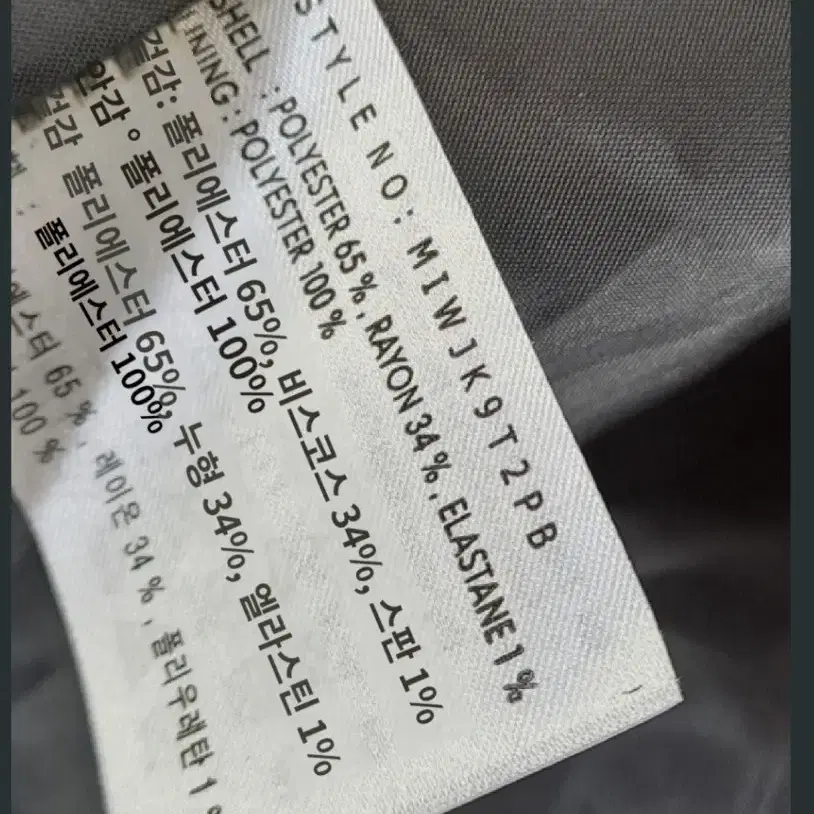 STYLE NO: MIWJK9T2PB
SHELL : POLYESTER 65%, RAYON 34%, ELASTANE 1%
LINING : POLYESTER 100%
겉감: 폴리에스터 65%, 비스코스 34%, 스판 1%
안감 ° 폴리에스터 100%
겉감 폴리에스터 65%, 누형 34%, 엘라스틴 1%
: 폴리에스터 100%
65%, 레이온 34%, 폴리우레탄 1%
100%